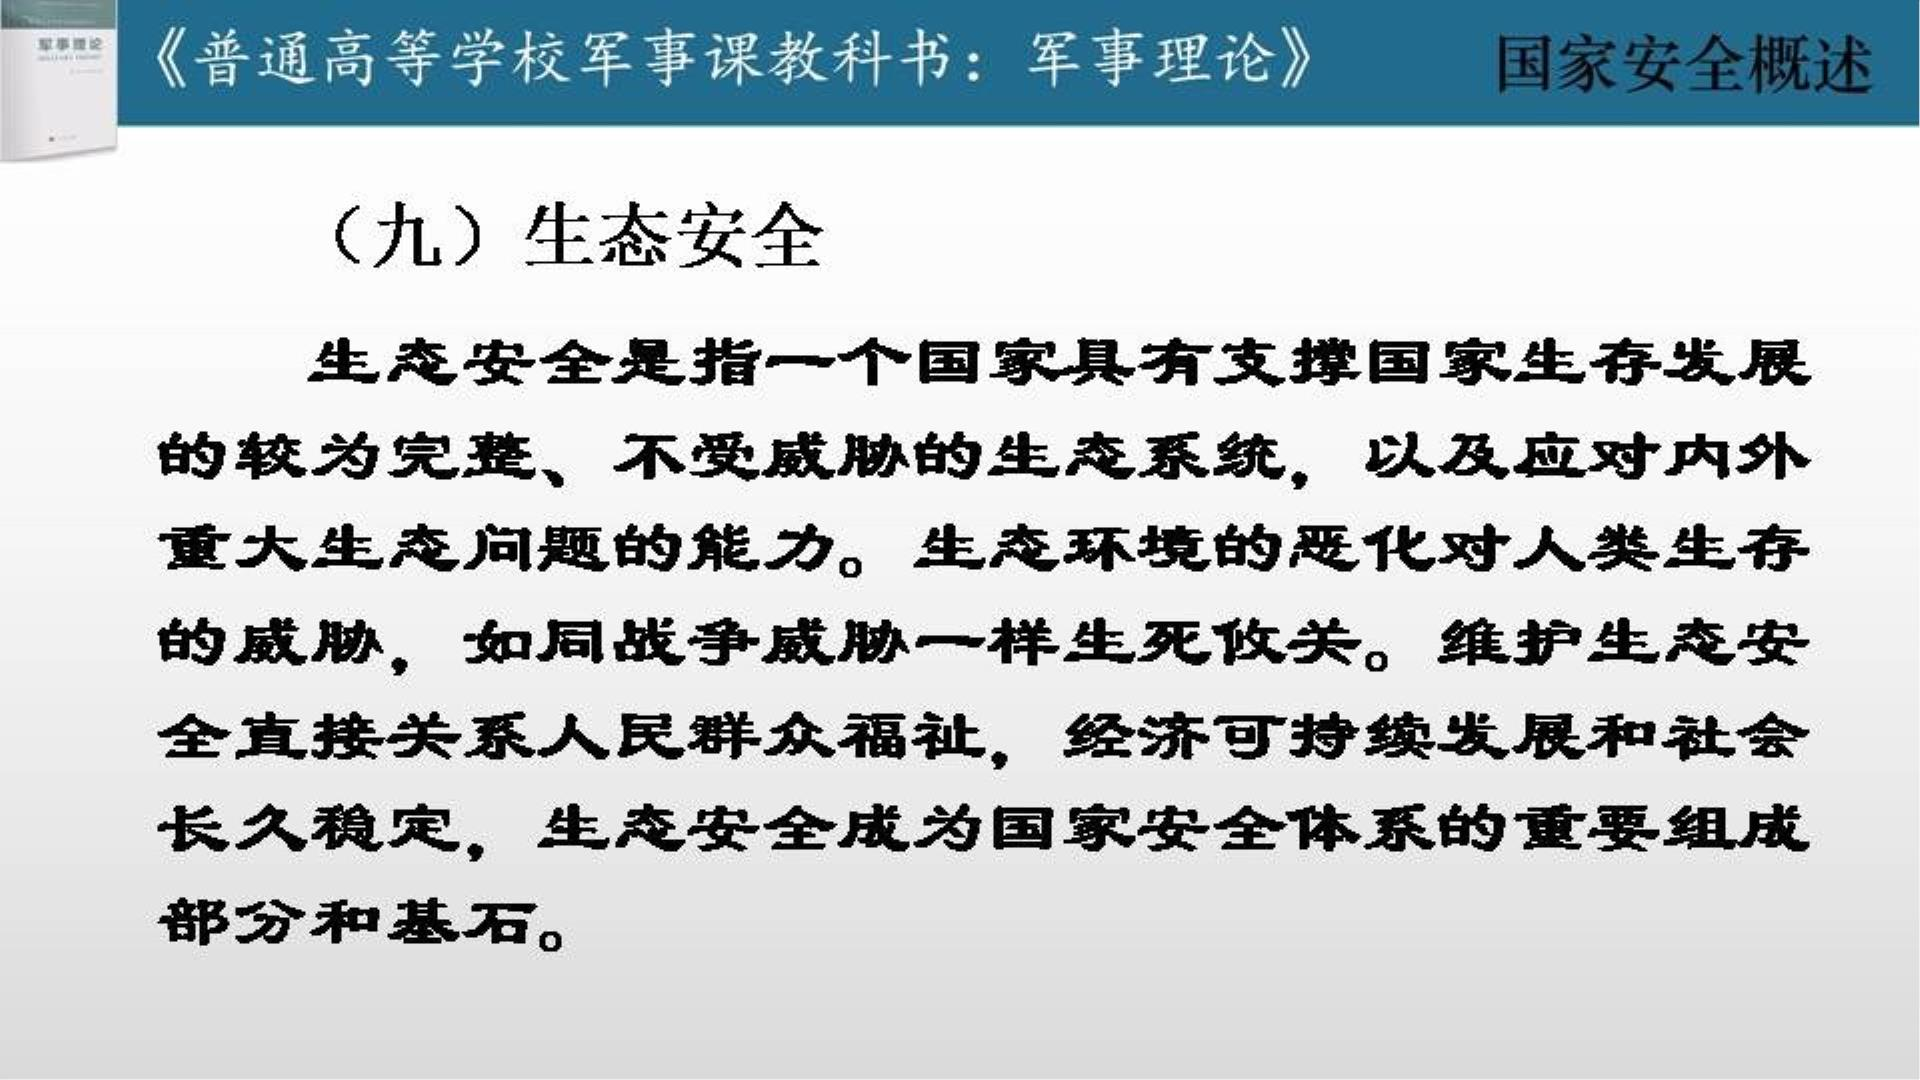 军事理论
《普通高等学校军事课教科书：军事理论》
国家安全概述
（九）生态安全
生态安全是指一个国家具有支撑国家生存发展
的较为完整、不受威胁的生态系统，以及应对内外
重大生态问题的能力。生态环境的恶化对人类生存
的威胁，如同战争威胁一样生死攸关。维护生态安
全直接关系人民群众福祉，经济可持续发展和社会
长久稳定，生态安全成为国家安全体系的重要组成
部分和基石。